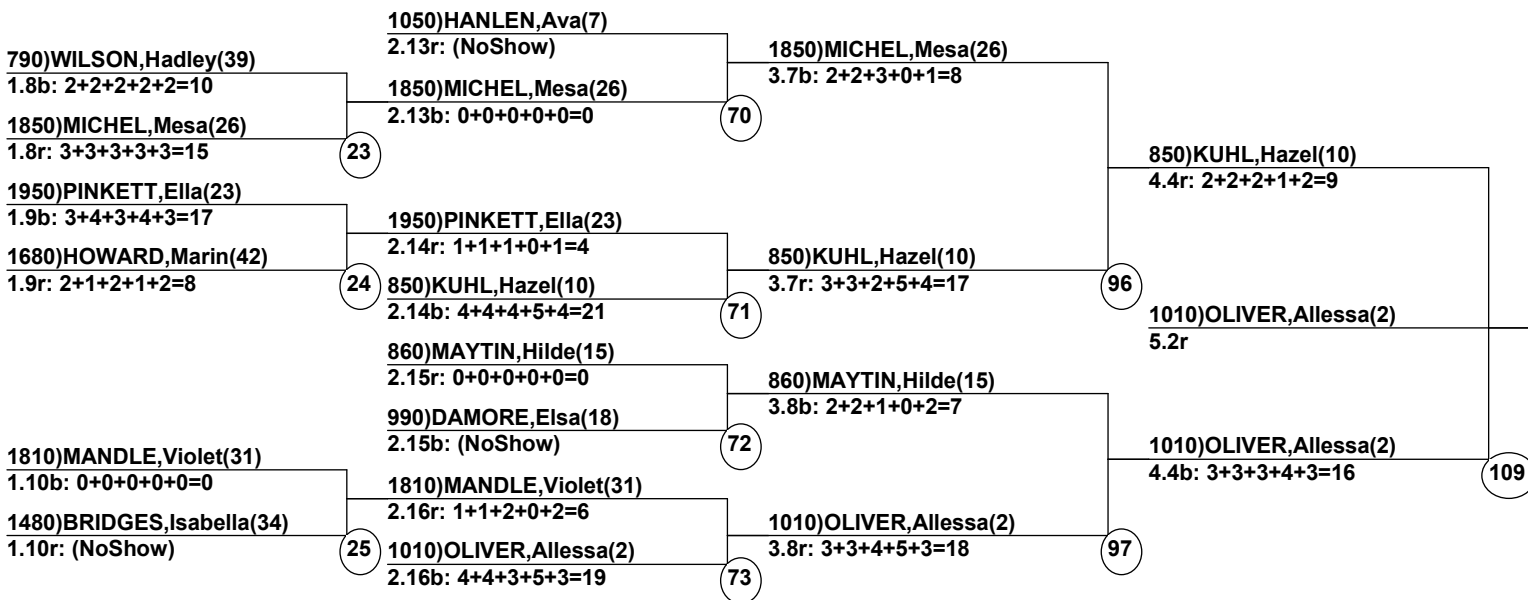 790)WILSON,Hadley(39)
1.8b: 2+2+2+2+2=10
1850)MICHEL,Mesa(26)
1.8r: 3+3+3+3+3=15
23
1950)PINKETT,Ella(23)
1.9b: 3+4+3+4+3=17
1680)HOWARD,Marin(42)
1.9r: 2+1+2+1+2=8
24
1810)MANDLE,Violet(31)
1.10b: 0+0+0+0+0=0
1480)BRIDGES,Isabella(34)
1.10r: (NoShow)
25
1050)HANLEN,Ava(7)
2.13r: (NoShow)
1850)MICHEL,Mesa(26)
2.13b: 0+0+0+0+0=0
70
1950)PINKETT,Ella(23)
2.14r: 1+1+1+0+1=4
850)KUHL,Hazel(10)
2.14b: 4+4+4+5+4=21
71
860)MAYTIN,Hilde(15)
2.15r: 0+0+0+0+0=0
990)DAMORE,Elsa(18)
2.15b: (NoShow)
72
1810)MANDLE,Violet(31)
2.16r: 1+1+2+0+2=6
1010)OLIVER,Allessa(2)
2.16b: 4+4+3+5+3=19
73
1850)MICHEL,Mesa(26)
3.7b: 2+2+3+0+1=8
850)KUHL,Hazel(10)
3.7r: 3+3+2+5+4=17
96
860)MAYTIN,Hilde(15)
3.8b: 2+2+1+0+2=7
1010)OLIVER,Allessa(2)
3.8r: 3+3+4+5+3=18
97
850)KUHL,Hazel(10)
4.4r: 2+2+2+1+2=9
1010)OLIVER,Allessa(2)
5.2r
1010)OLIVER,Allessa(2)
4.4b: 3+3+3+4+3=16
109